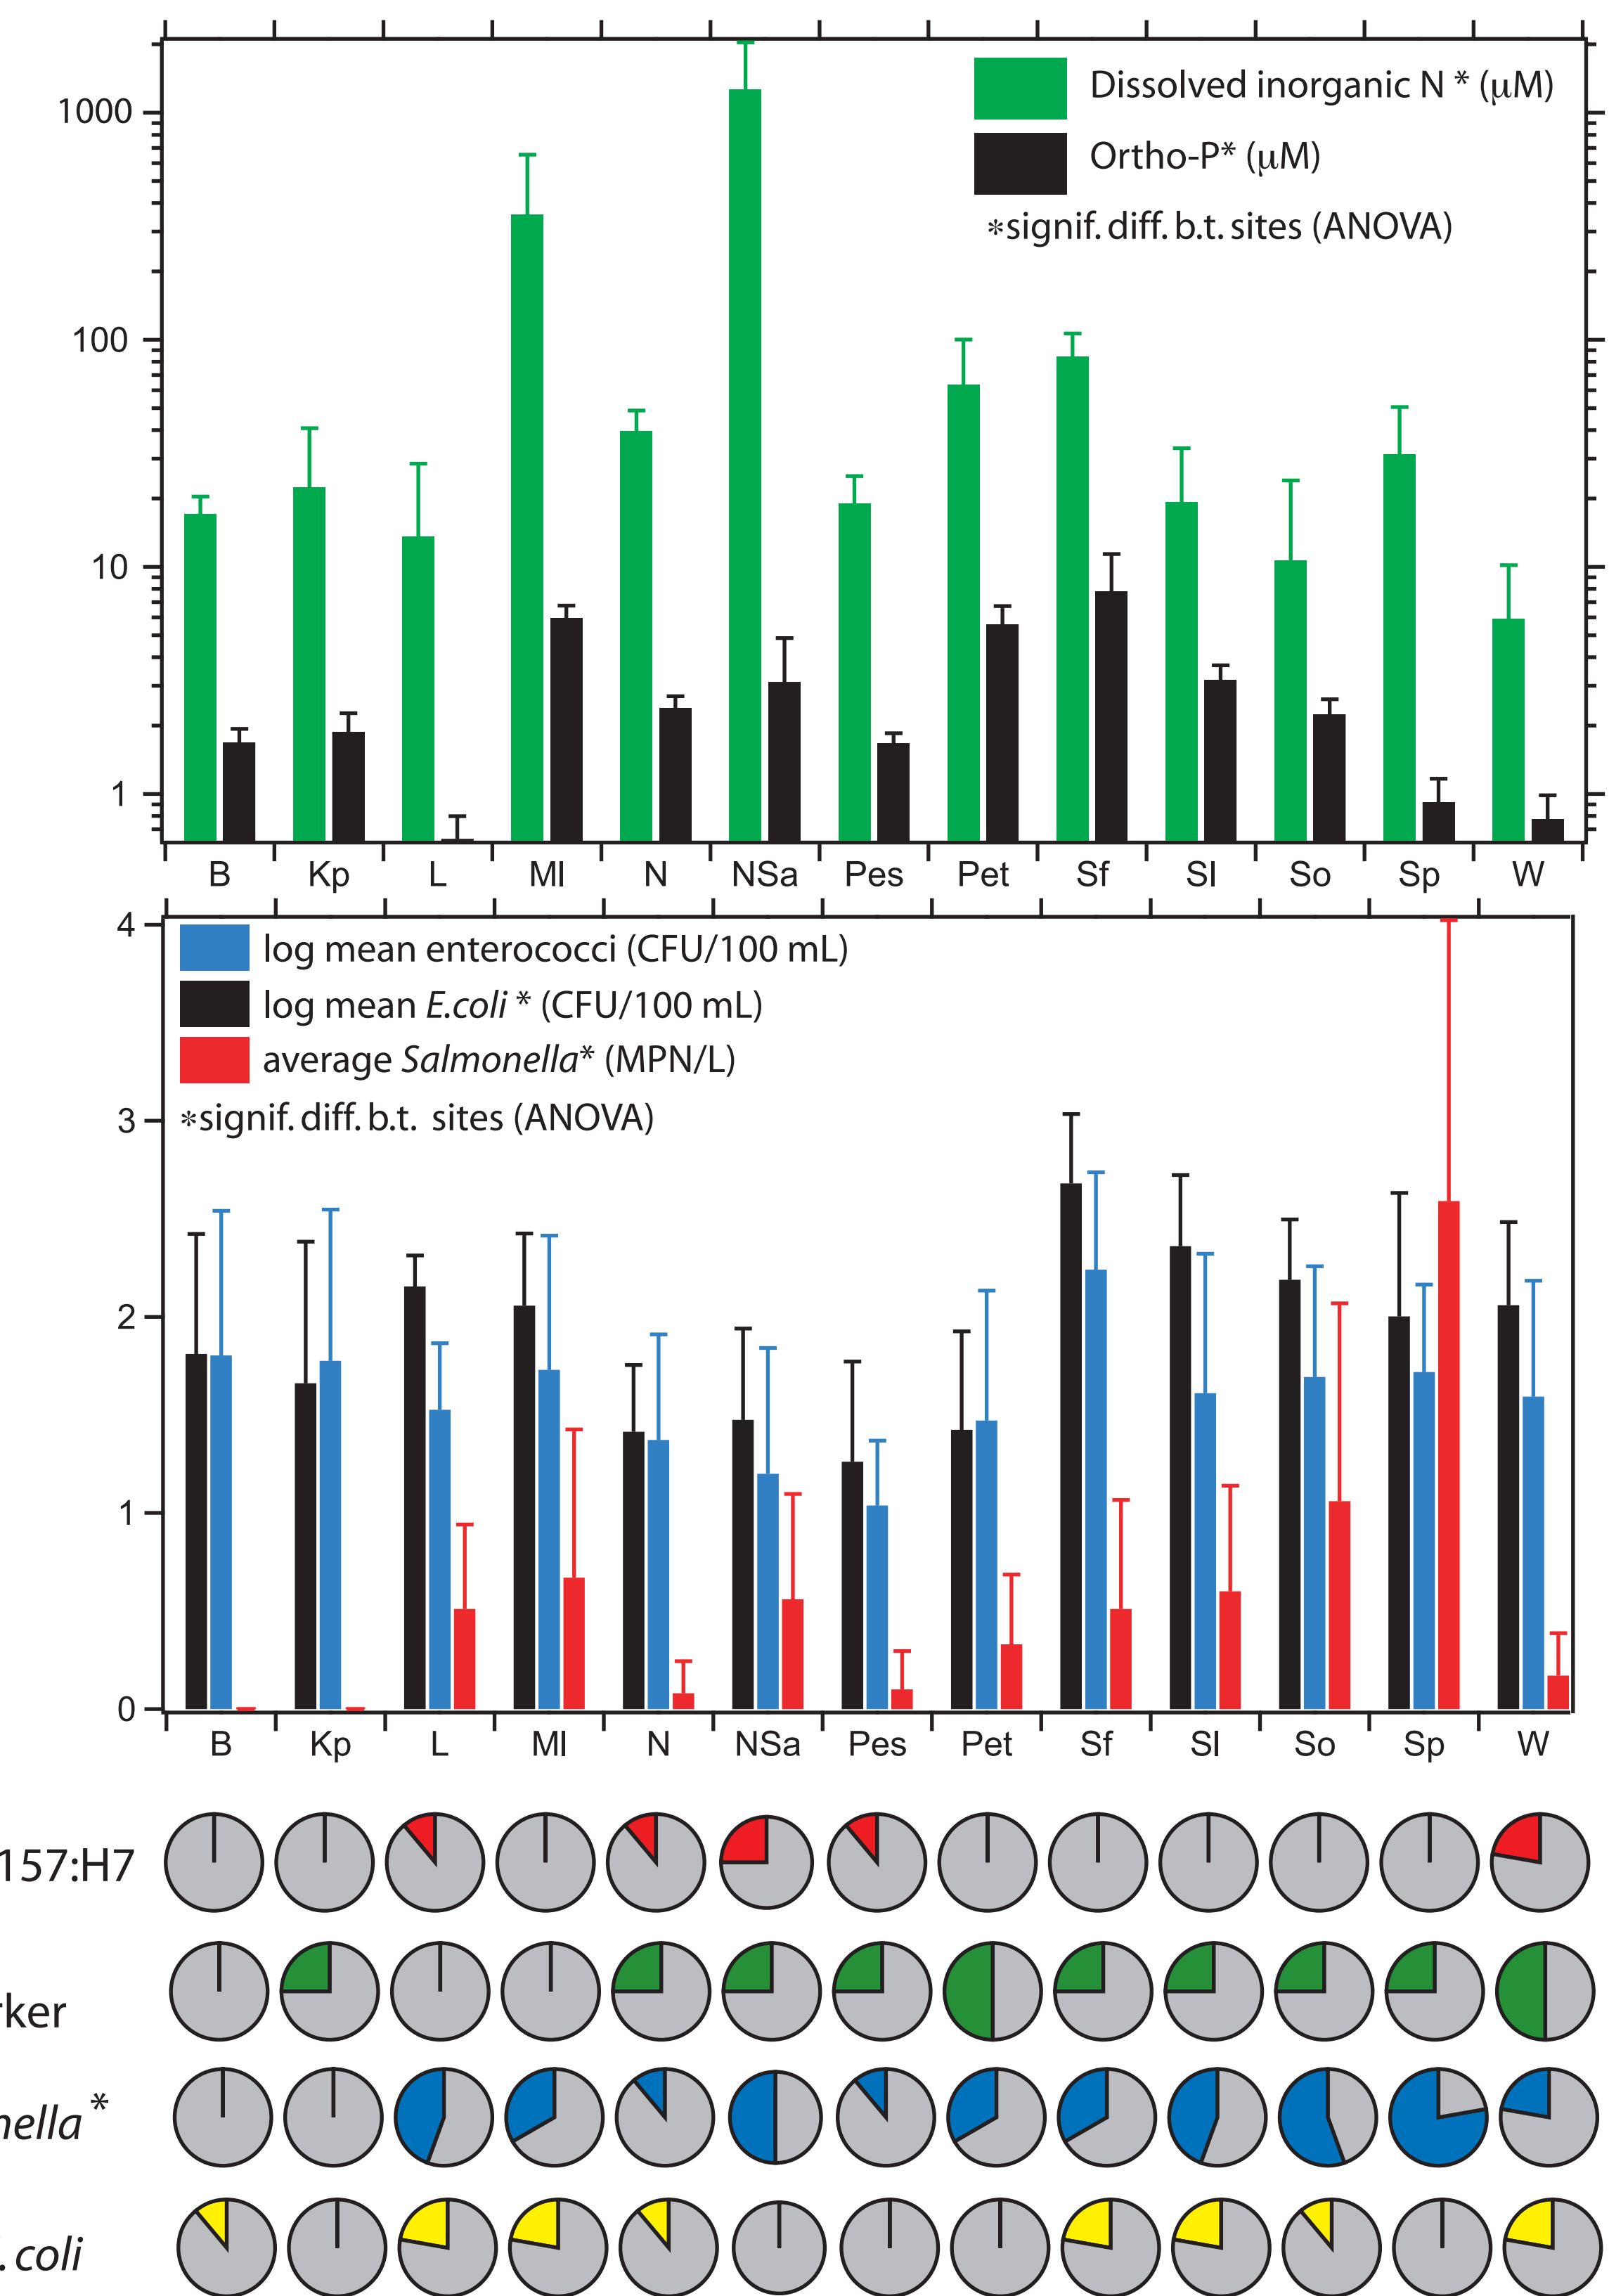 1000
100
10
1
Dissolved inorganic N * (μM)
Ortho-P* (μM)
*signif. diff. b.t. sites (ANOVA)
B Kp L Ml N NSa Pes Pet Sf Sl So Sp W
4
3
2
1
0
log mean enterococci (CFU/100 mL)
log mean E.coli * (CFU/100 mL)
average Salmonella* (MPN/L)
*signif. diff. b.t. sites (ANOVA)
B Kp L Ml N NSa Pes Pet Sf Sl So Sp W
157:H7
rker
nella *
. coli